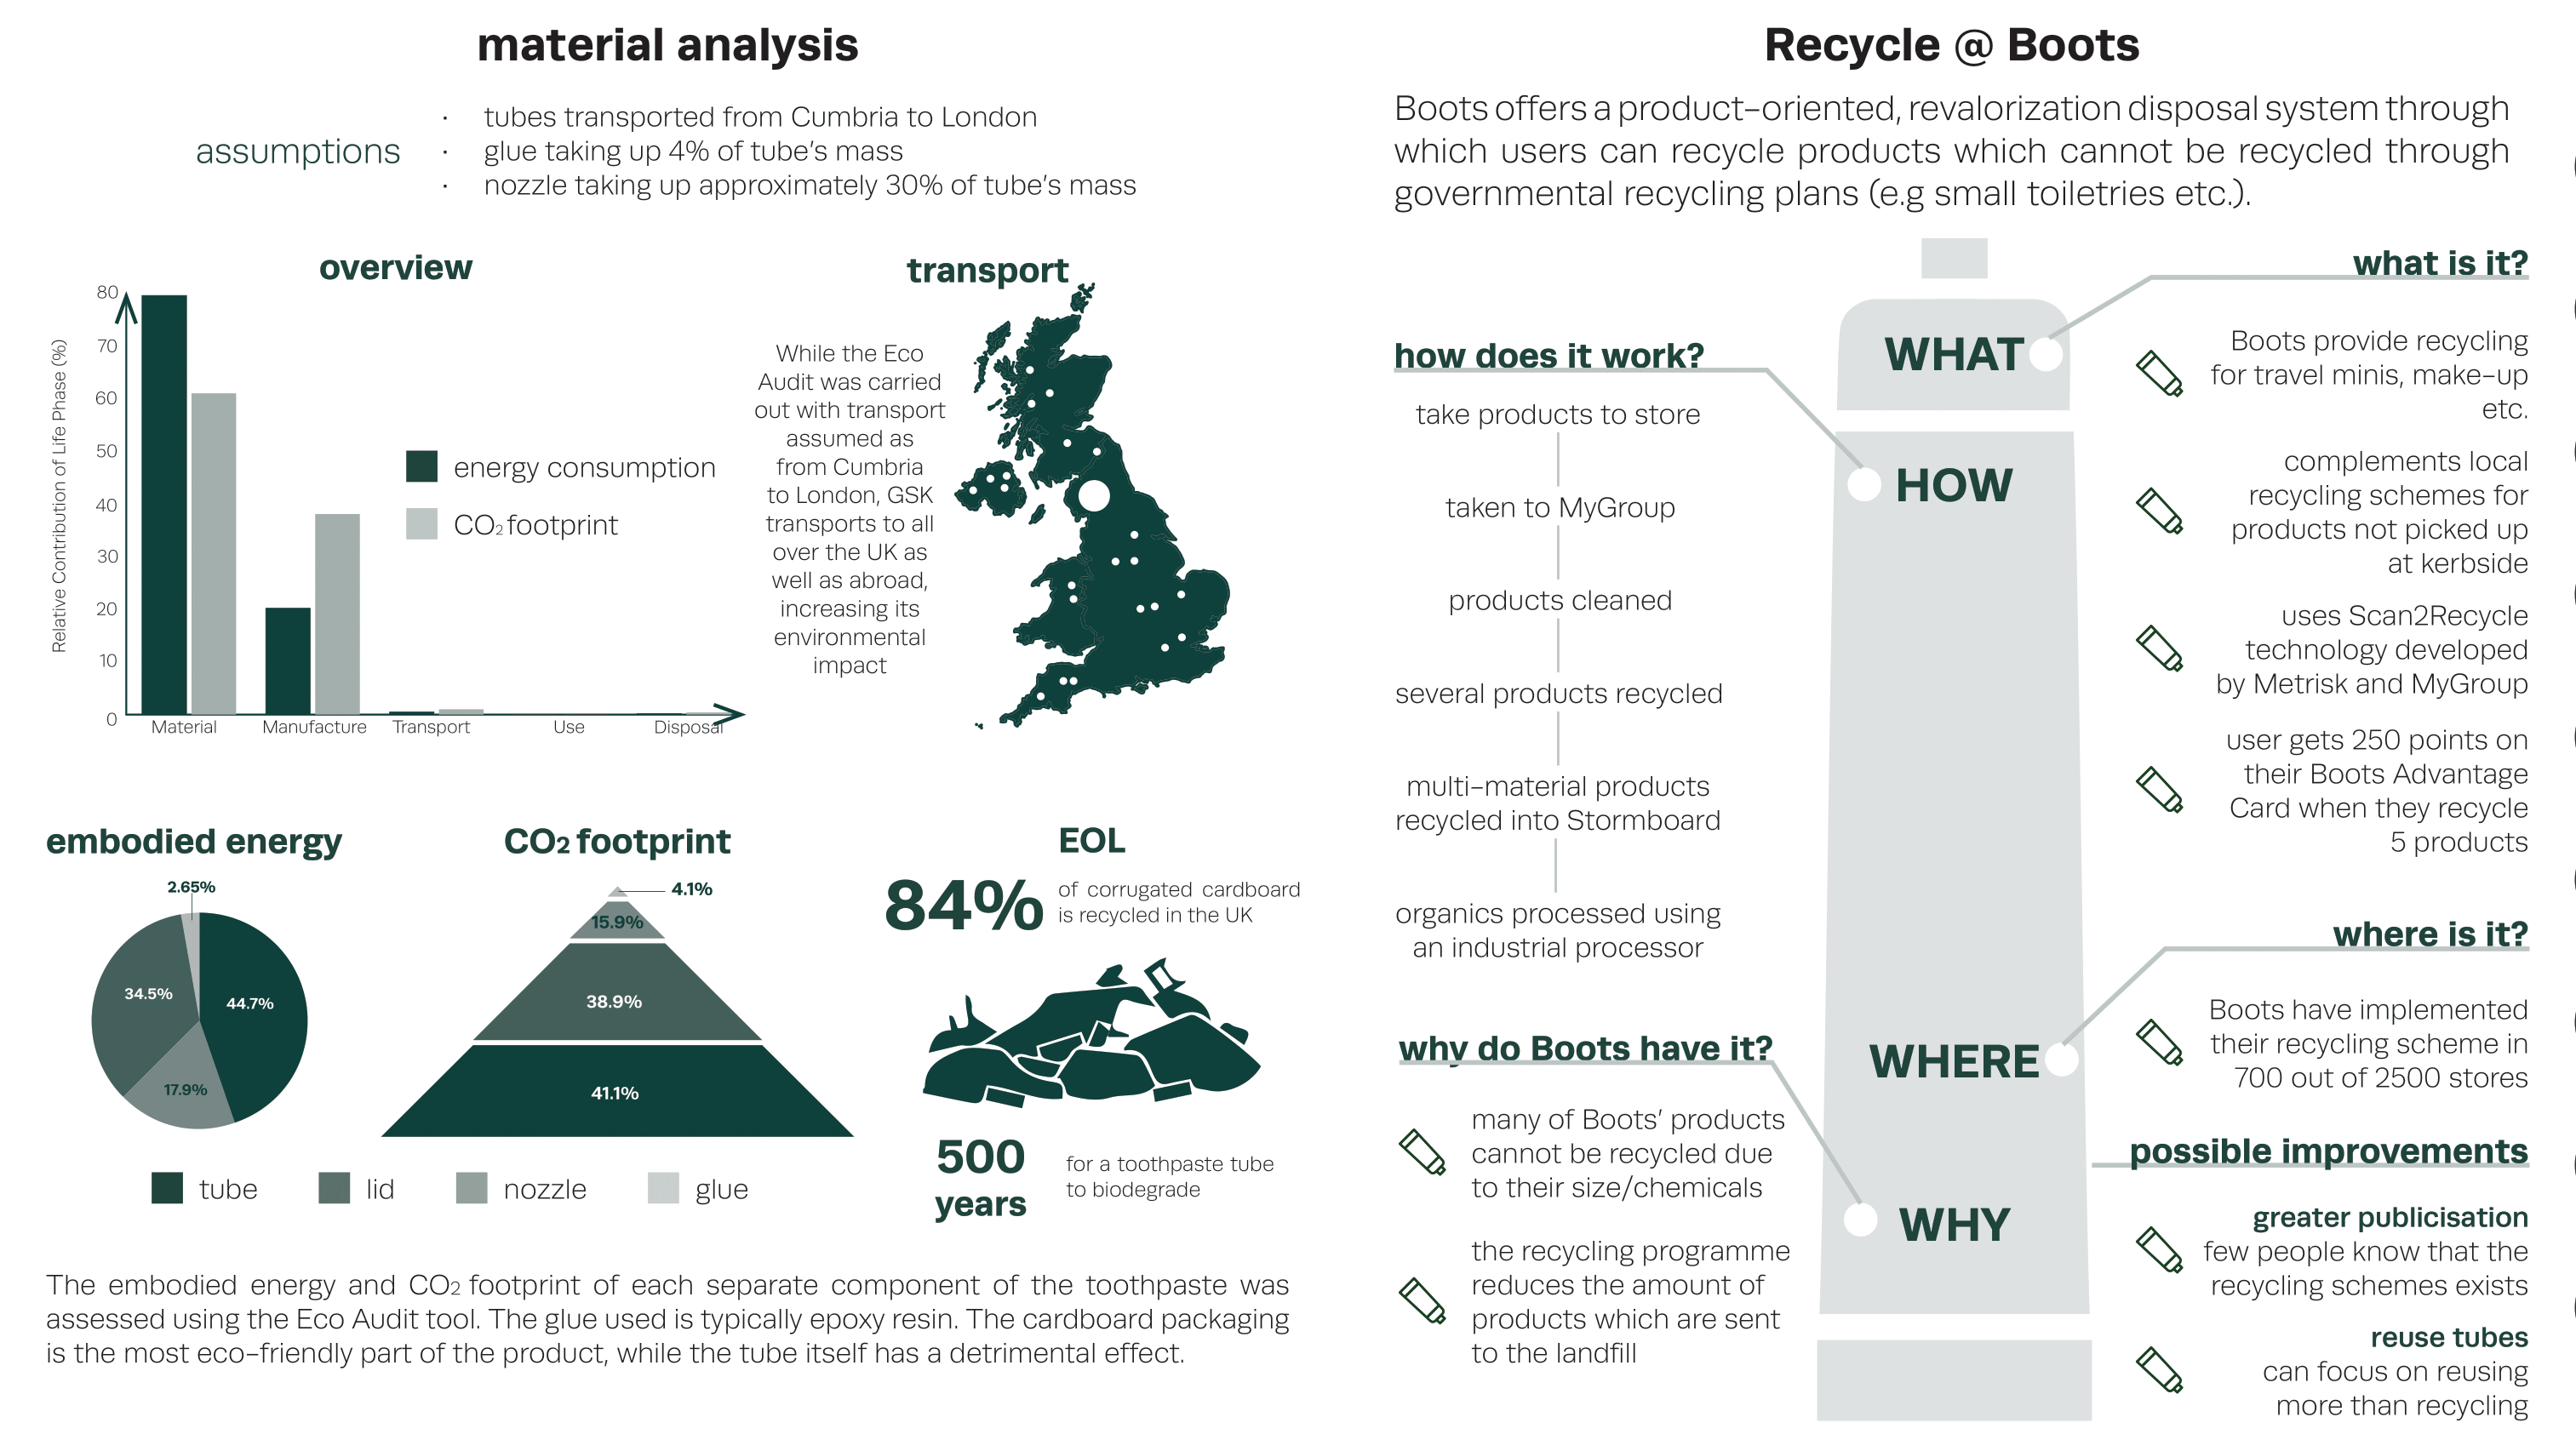 material analysis
assumptions
· tubes transported from Cumbria to London
· glue taking up 4% of tube's mass
· nozzle taking up approximately 30% of tube's mass
overview
Relative Contribution of Life Phase (%)
80
70
60
50
40
30
20
10
0
Material Manufacture Transport Use Disposal
energy consumption
CO2 footprint
transport
While the Eco
Audit was carried
out with transport
assumed as
from Cumbria
to London, GSK
transports to all
over the UK as
well as abroad,
increasing its
environmental
impact
embodied energy
2.65%
34.5%
44.7%
17.9%
CO2 footprint
4.1%
15.9%
38.9%
41.1%
tube lid nozzle glue
EOL
84%
of corrugated cardboard
is recycled in the UK
500
years
for a toothpaste tube
to biodegrade
The embodied energy and CO2 footprint of each separate component of the toothpaste was
assessed using the Eco Audit tool. The glue used is typically epoxy resin. The cardboard packaging
is the most eco-friendly part of the product, while the tube itself has a detrimental effect.
Recycle @ Boots
Boots offers a product-oriented, revalorization disposal system through
which users can recycle products which cannot be recycled through
governmental recycling plans (e.g small toiletries etc.).
how does it work?
take products to store
taken to MyGroup
products cleaned
several products recycled
multi-material products
recycled into Stormboard
organics processed using
an industrial processor
why do Boots have it?
many of Boots' products
cannot be recycled due
to their size/chemicals
the recycling programme
reduces the amount of
products which are sent
to the landfill
WHAT
HOW
WHERE
WHY
what is it?
Boots provide recycling
for travel minis, make-up
etc.
complements local
recycling schemes for
products not picked up
at kerbside
uses Scan2Recycle
technology developed
by Metrisk and MyGroup
user gets 250 points on
their Boots Advantage
Card when they recycle
5 products
where is it?
Boots have implemented
their recycling scheme in
700 out of 2500 stores
possible improvements
greater publicisation
few people know that the
recycling schemes exists
reuse tubes
can focus on reusing
more than recycling